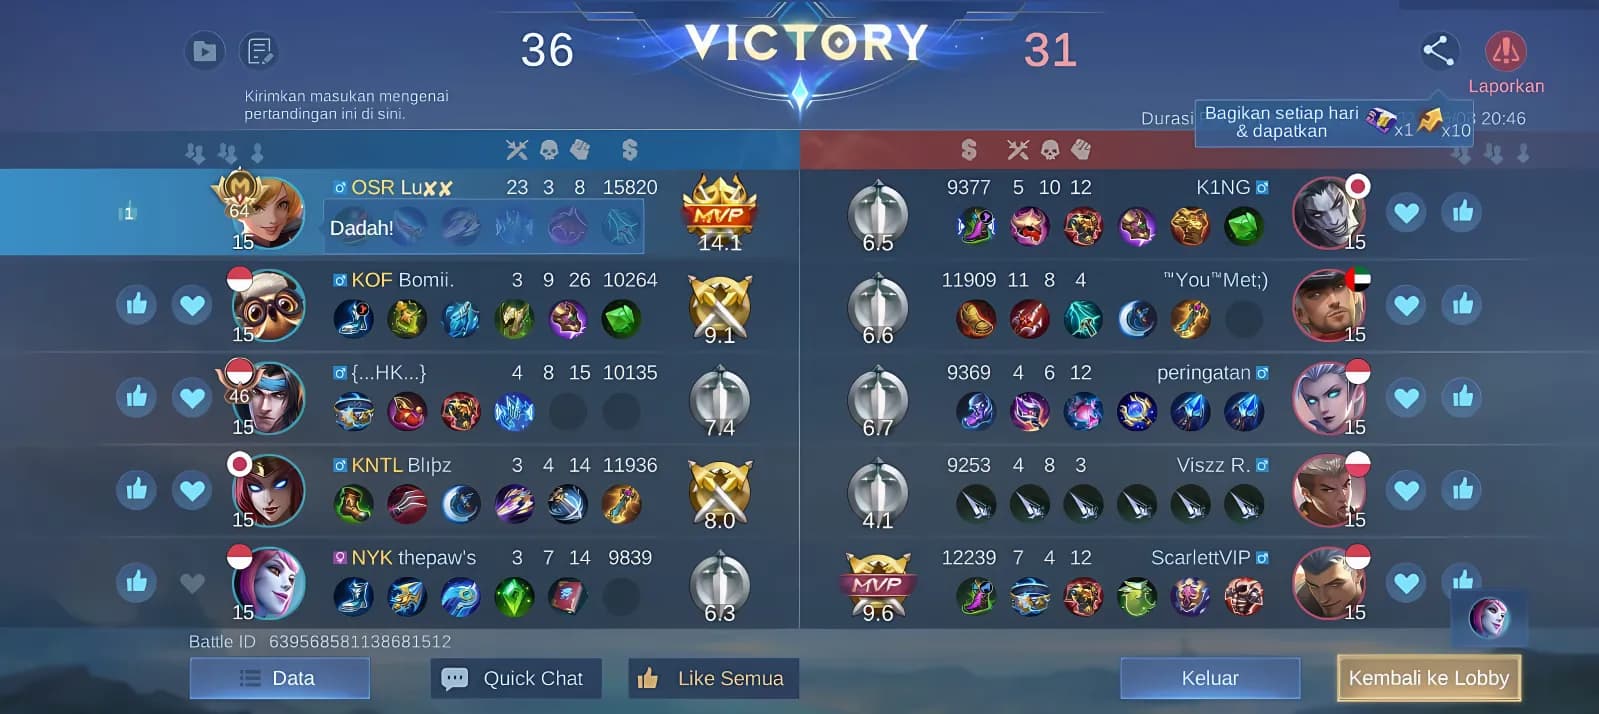 36 VICTORY 31
Kirimkan masukan mengenai
pertandingan ini di sini.
Laporkan
Durasi 20:46
Bagikan setiap hari
& dapatkan x1 x10
1 M 64 15 OSR Lu✘✘ 23 3 8 15820 MVP 14.1
Dadah!
6.5 9377 5 10 12 K1NG 15
15 KOF Bomii. 3 9 26 10264 9.1
6.6 11909 11 8 4 ™You™Met;) 15
46 15 {...HK...} 4 8 15 10135 7.4
6.7 9369 4 6 12 peringatan 15
15 KNTL Blıþz 3 4 14 11936 8.0
4.1 9253 4 8 3 Viszz R. 15
15 NYK thepaw's 3 7 14 9839 6.3
MVP 9.6 12239 7 4 12 ScarlettVIP 15
Battle ID 639568581138681512
Data Quick Chat Like Semua Keluar Kembali ke Lobby